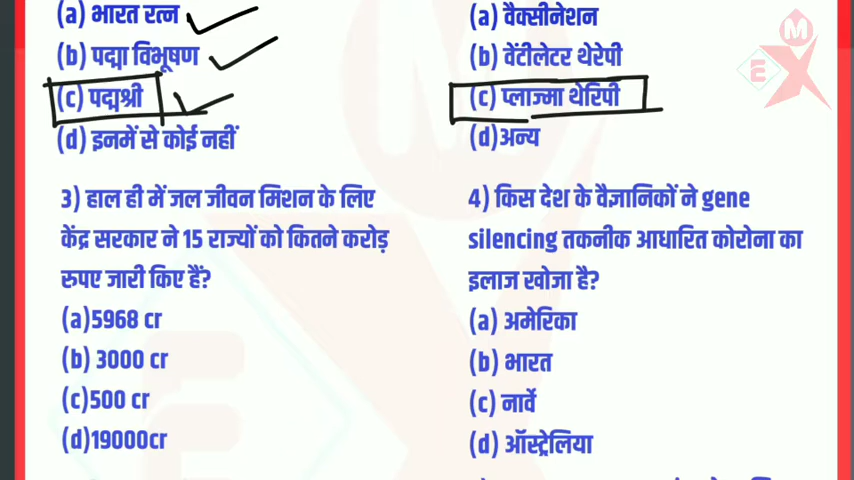 (a) भारत रत्न
(b) पद्मा विभूषण
(c) पद्मश्री
(d) इनमें से कोई नहीं
3) हाल ही में जल जीवन मिशन के लिए
केंद्र सरकार ने 15 राज्यों को कितने करोड़
रुपए जारी किए हैं?
(a)5968 cr
(b) 3000 cr
(c)500 cr
(d)19000cr
(a) वैक्सीनेशन
(b) वेंटीलेटर थेरेपी
(c) प्लाज्मा थेरिपी
(d)अन्य
4) किस देश के वैज्ञानिकों ने gene
silencing तकनीक आधारित कोरोना का
इलाज खोजा है?
(a) अमेरिका
(b) भारत
(c) नार्वे
(d) ऑस्ट्रेलिया
E
M